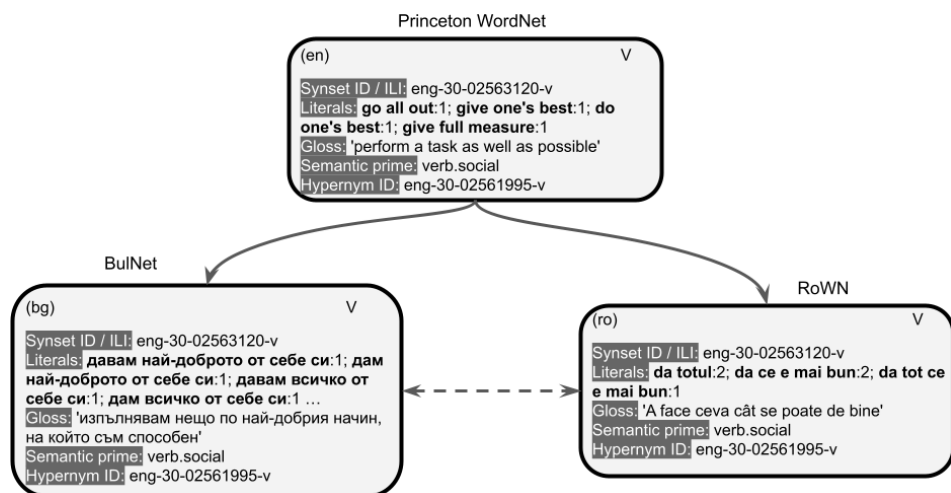 Princeton WordNet
(en) V
Synset ID / ILI: eng-30-02563120-v
Literals: go all out:1; give one's best:1; do
one's best:1; give full measure:1
Gloss: 'perform a task as well as possible'
Semantic prime: verb.social
Hypernym ID: eng-30-02561995-v
BulNet
(bg) V
Synset ID / ILI: eng-30-02563120-v
Literals: давам най-доброто от себе си:1; дам
най-доброто от себе си:1; давам всичко от
себе си:1; дам всичко от себе си:1 ...
Gloss: 'изпълнявам нещо по най-добрия начин,
на който съм способен'
Semantic prime: verb.social
Hypernym ID: eng-30-02561995-v
RoWN
(ro) V
Synset ID / ILI: eng-30-02563120-v
Literals: da totul:2; da ce e mai bun:2; da tot ce
e mai bun:1
Gloss: 'A face ceva cât se poate de bine'
Semantic prime: verb.social
Hypernym ID: eng-30-02561995-v